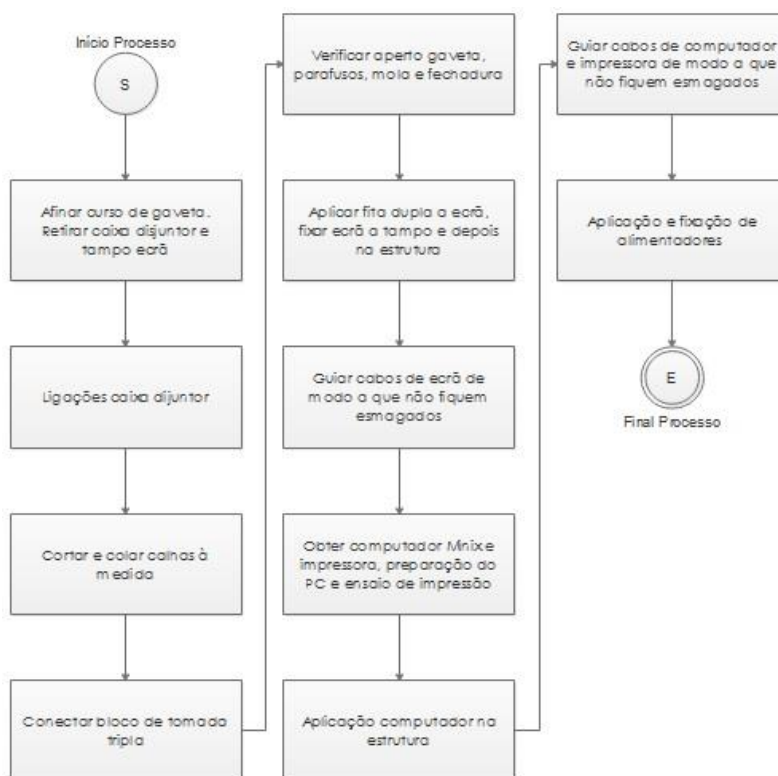 Início Processo
S
Afinar curso de gaveta.
Retirar caixa disjuntor e
tampo ecrã
Ligações caixa dijuntor
Cortar e colar calhas à
medida
Conectar bloco de tomada
tripla
Verificar aperto gaveta,
parafusos, mola e fechadura
Aplicar fita dupla a ecrã,
fixar ecrã a tampo e depois
na estrutura
Guiar cabos de ecrã de
modo a que não fiquem
esmagados
Obter computador Minix e
impressora, preparação do
PC e ensaio de impressão
Aplicação computador na
estrutura
Guiar cabos de computador
e impressora de modo a que
não fiquem esmagados
Aplicação e fixação de
alimentadores
E
Final Processo